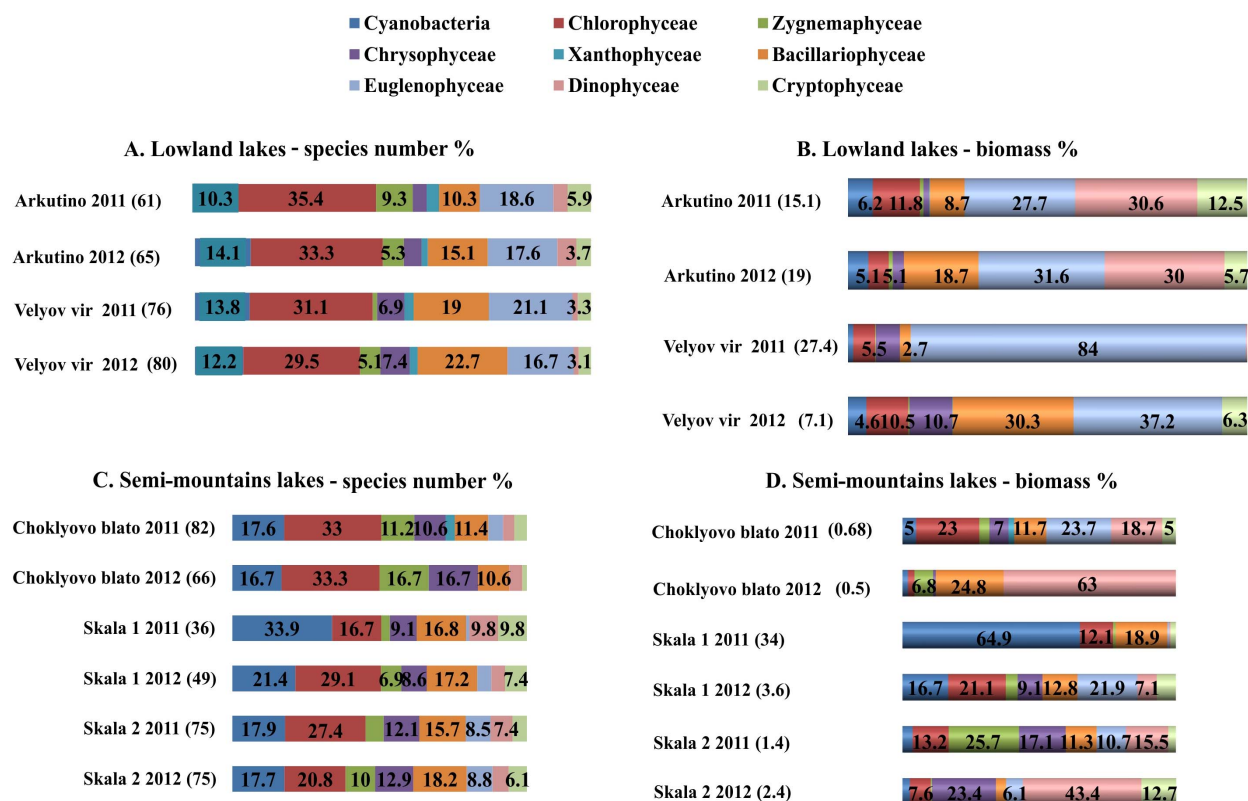 Cyanobacteria Chlorophyceae Zygnemaphyceae
Chrysophyceae Xanthophyceae Bacillariophyceae
Euglenophyceae Dinophyceae Cryptophyceae
A. Lowland lakes - species number %
Arkutino 2011 (61) 10.3 35.4 9.3 10.3 18.6 5.9
Arkutino 2012 (65) 14.1 33.3 5.3 15.1 17.6 3.7
Velyov vir 2011 (76) 13.8 31.1 6.9 19 21.1 3.3
Velyov vir 2012 (80) 12.2 29.5 5.1 7.4 22.7 16.7 3.1
B. Lowland lakes - biomass %
Arkutino 2011 (15.1) 6.2 11.8 8.7 27.7 30.6 12.5
Arkutino 2012 (19) 5.1 5.1 18.7 31.6 30 5.7
Velyov vir 2011 (27.4) 5.5 2.7 84
Velyov vir 2012 (7.1) 4.6 10.5 10.7 30.3 37.2 6.3
C. Semi-mountains lakes - species number %
Choklyovo blato 2011 (82) 17.6 33 11.2 10.6 11.4
Choklyovo blato 2012 (66) 16.7 33.3 16.7 16.7 10.6
Skala 1 2011 (36) 33.9 16.7 9.1 16.8 9.8 9.8
Skala 1 2012 (49) 21.4 29.1 6.9 8.6 17.2 7.4
Skala 2 2011 (75) 17.9 27.4 12.1 15.7 8.5 7.4
Skala 2 2012 (75) 17.7 20.8 10 12.9 18.2 8.8 6.1
D. Semi-mountains lakes - biomass %
Choklyovo blato 2011 (0.68) 5 23 7 11.7 23.7 18.7 5
Choklyovo blato 2012 (0.5) 6.8 24.8 63
Skala 1 2011 (34) 64.9 12.1 18.9
Skala 1 2012 (3.6) 16.7 21.1 9.1 12.8 21.9 7.1
Skala 2 2011 (1.4) 13.2 25.7 17.1 11.3 10.7 15.5
Skala 2 2012 (2.4) 7.6 23.4 6.1 43.4 12.7